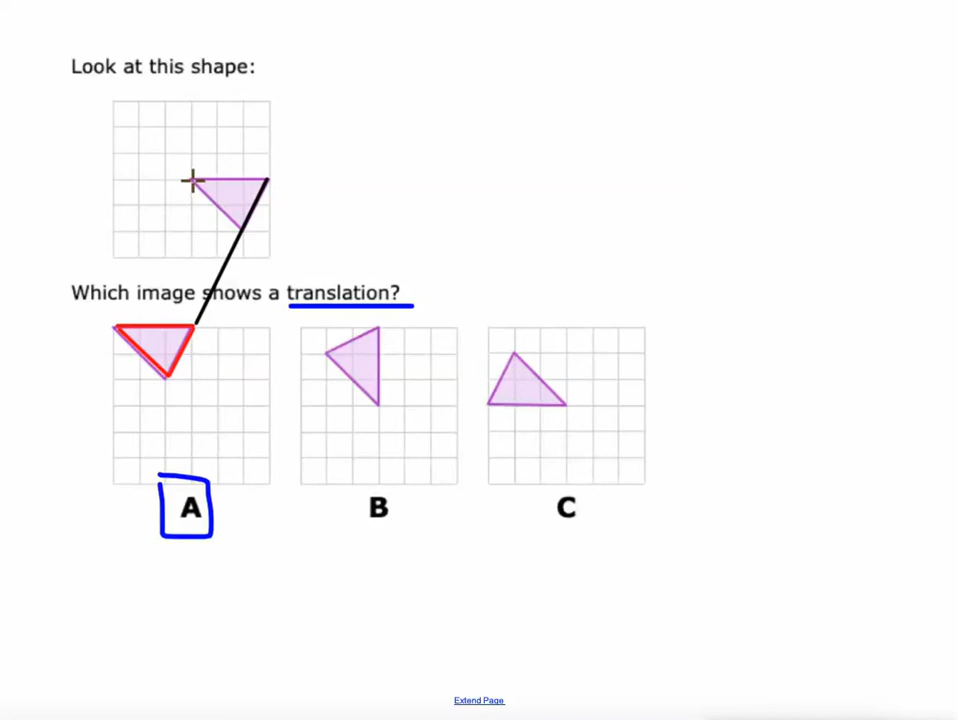 Look at this shape:
Which image shows a translation?
A
B
C
Extend Page